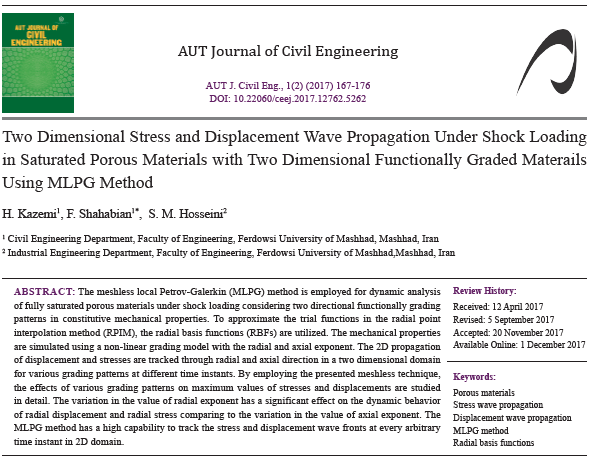 AUT JOURNAL OF
CIVIL
ENGINEERING
AUT Journal of Civil Engineering
AUT J. Civil Eng., 1(2) (2017) 167-176
DOI: 10.22060/ceej.2017.12762.5262
Two Dimensional Stress and Displacement Wave Propagation Under Shock Loading
in Saturated Porous Materials with Two Dimensional Functionally Graded Materails
Using MLPG Method
H. Kazemi¹, F. Shahabian¹*, S. M. Hosseini²
¹ Civil Engineering Department, Faculty of Engineering, Ferdowsi University of Mashhad, Mashhad, Iran
² Industrial Engineering Department, Faculty of Engineering, Ferdowsi University of Mashhad,Mashhad, Iran
ABSTRACT: The meshless local Petrov-Galerkin (MLPG) method is employed for dynamic analysis
of fully saturated porous materials under shock loading considering two directional functionally grading
patterns in constitutive mechanical properties. To approximate the trial functions in the radial point
interpolation method (RPIM), the radial basis functions (RBFs) are utilized. The mechanical properties
are simulated using a non-linear grading model with the radial and axial exponent. The 2D propagation
of displacement and stresses are tracked through radial and axial direction in a two dimensional domain
for various grading patterns at different time instants. By employing the presented meshless technique,
the effects of various grading patterns on maximum values of stresses and displacements are studied
in detail. The variation in the value of radial exponent has a significant effect on the dynamic behavior
of radial displacement and radial stress comparing to the variation in the value of axial exponent. The
MLPG method has a high capability to track the stress and displacement wave fronts at every arbitrary
time instant in 2D domain.
Review History:
Received: 12 April 2017
Revised: 5 September 2017
Accepted: 20 November 2017
Available Online: 1 December 2017
Keywords:
Porous materials
Stress wave propagation
Displacement wave propagation
MLPG method
Radial basis functions